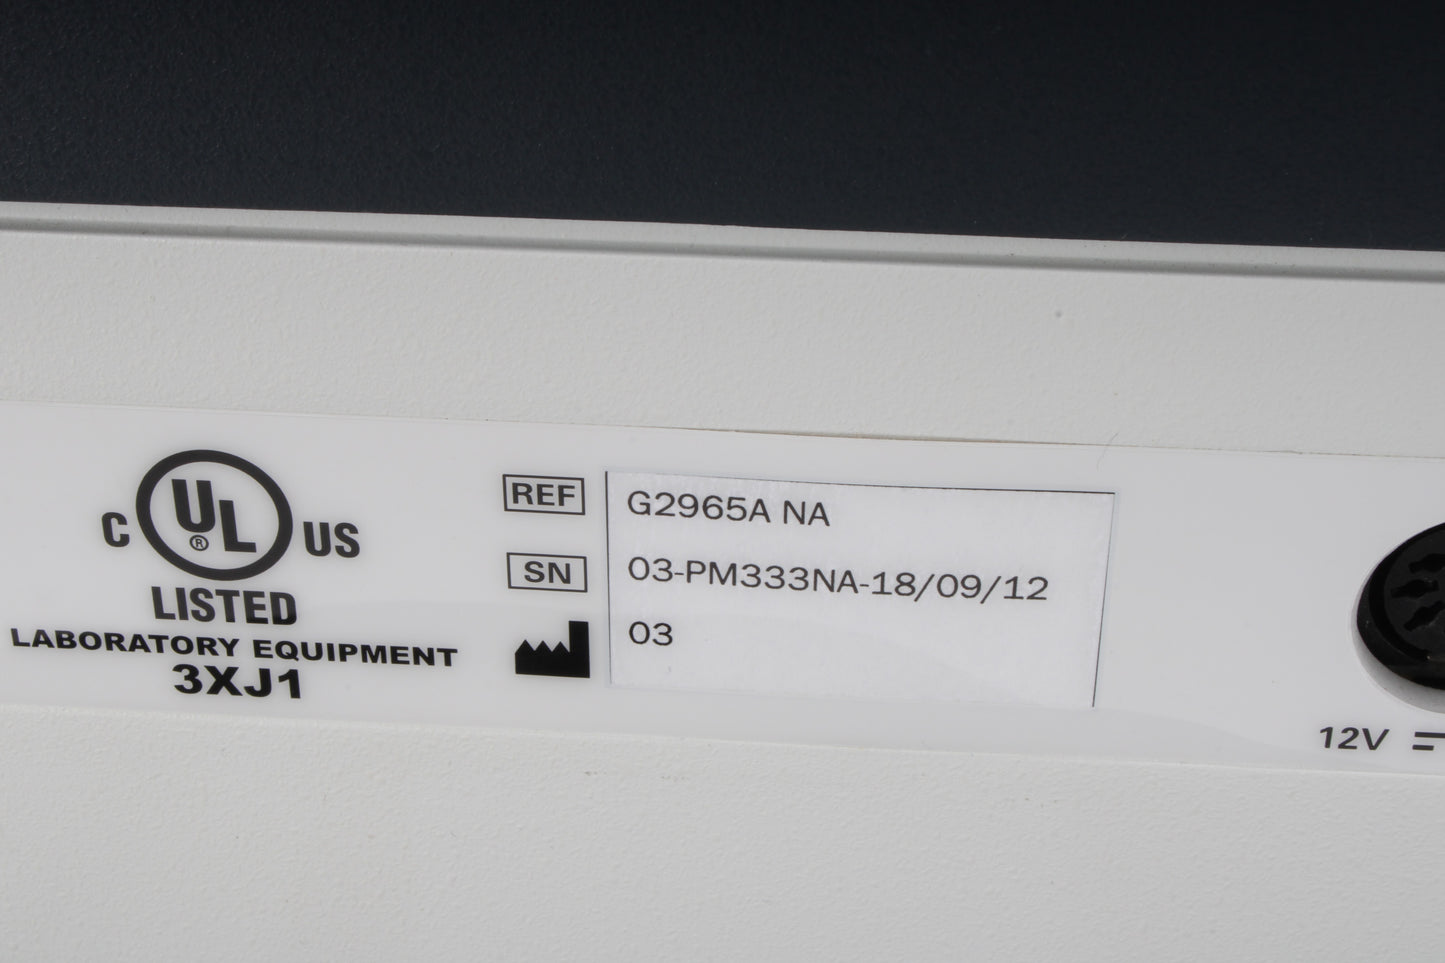 C UL ® US
LISTED
LABORATORY EQUIPMENT
3XJ1
REF G2965A NA
SN 03-PM333NA-18/09/12
03
12V